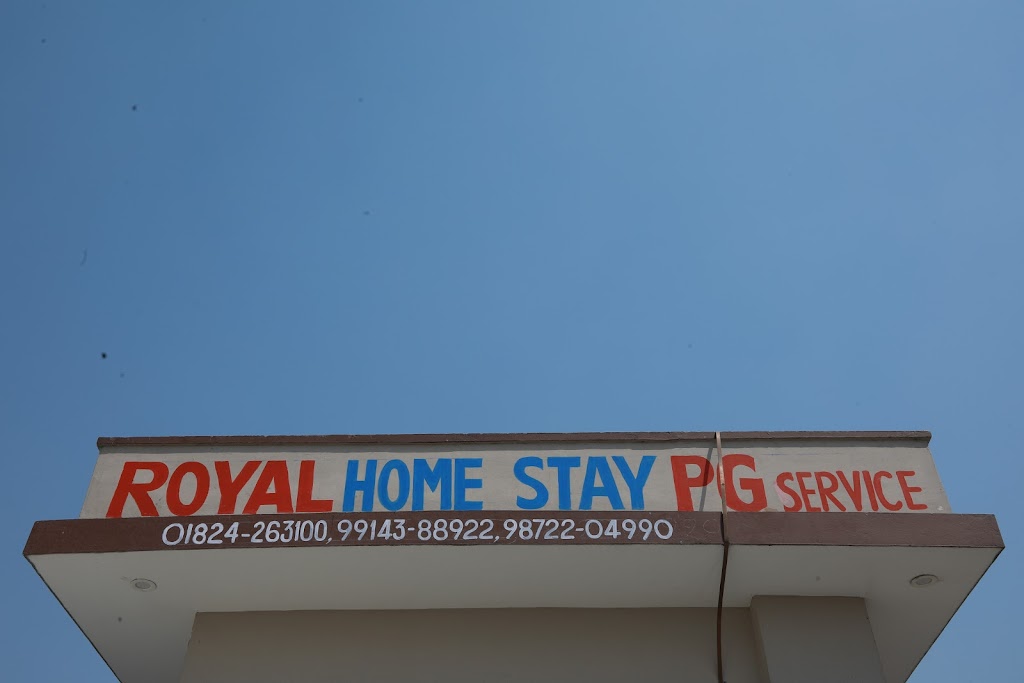 ROYAL HOME STAY PG SERVICE
01824-263100, 99143-88922, 98722-04990